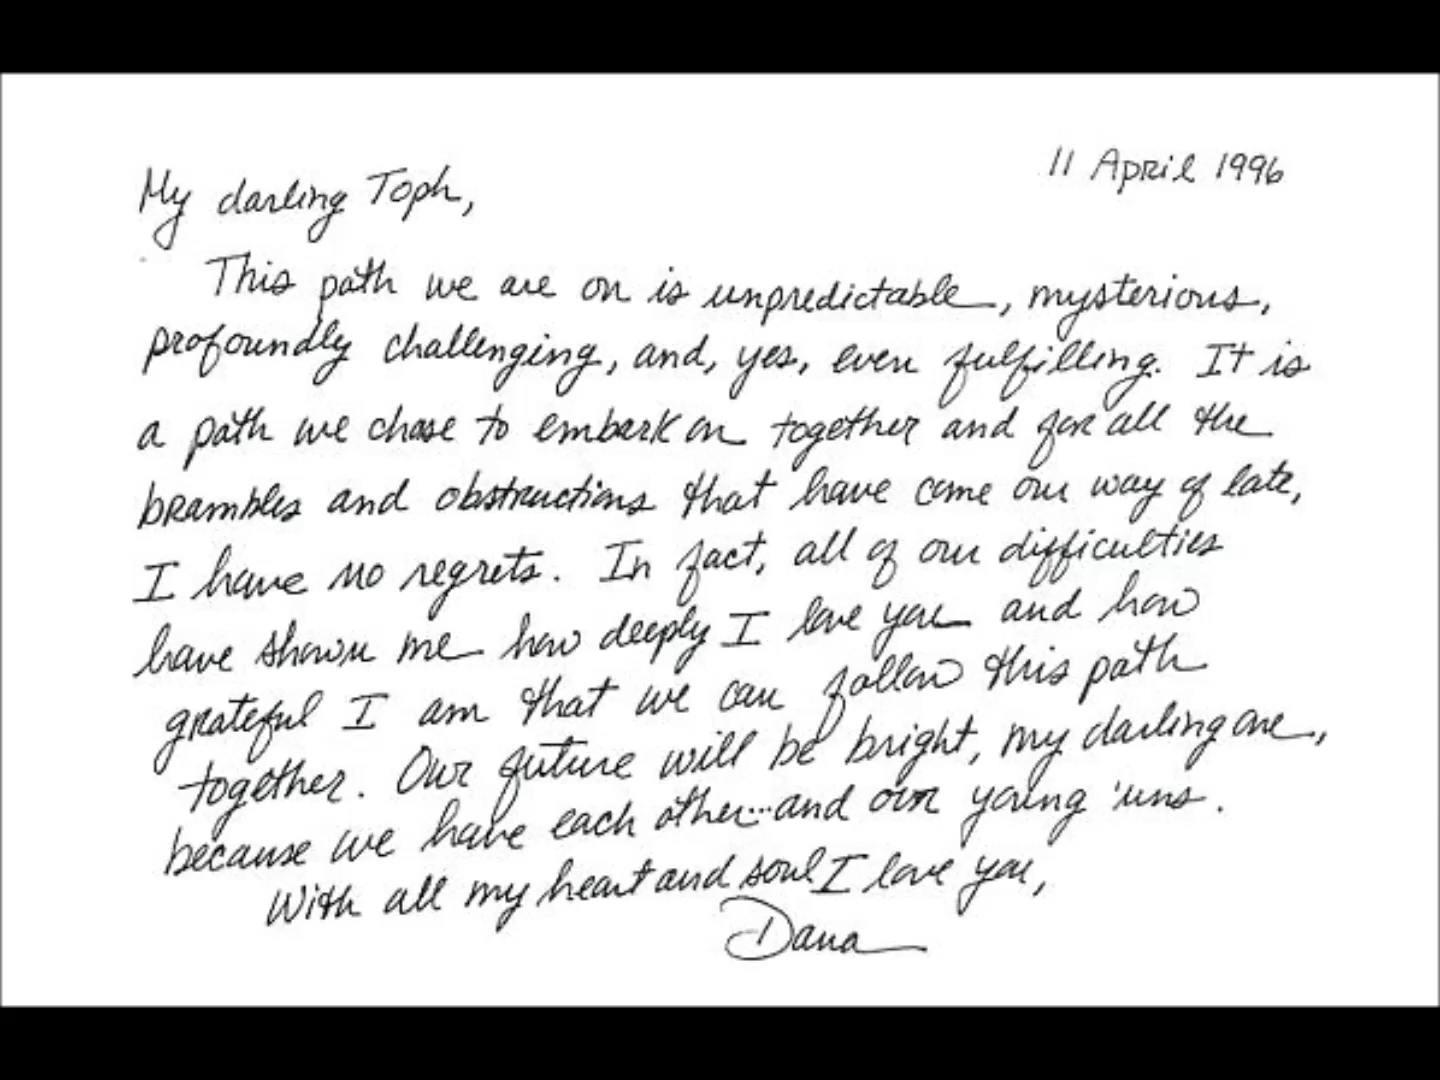 11 April 1996
My darling Toph,
This path we are on is unpredictable, mysterious,
profoundly challenging, and, yes, even fulfilling. It is
a path we chose to embark on together and for all the
brambles and obstructions that have come our way of late,
I have no regrets. In fact, all of our difficulties
have shown me how deeply I love you and how
grateful I am that we can follow this path
together. Our future will be bright, my darling one,
because we have each other...and our young 'uns.
With all my heart and soul I love you,
Dana